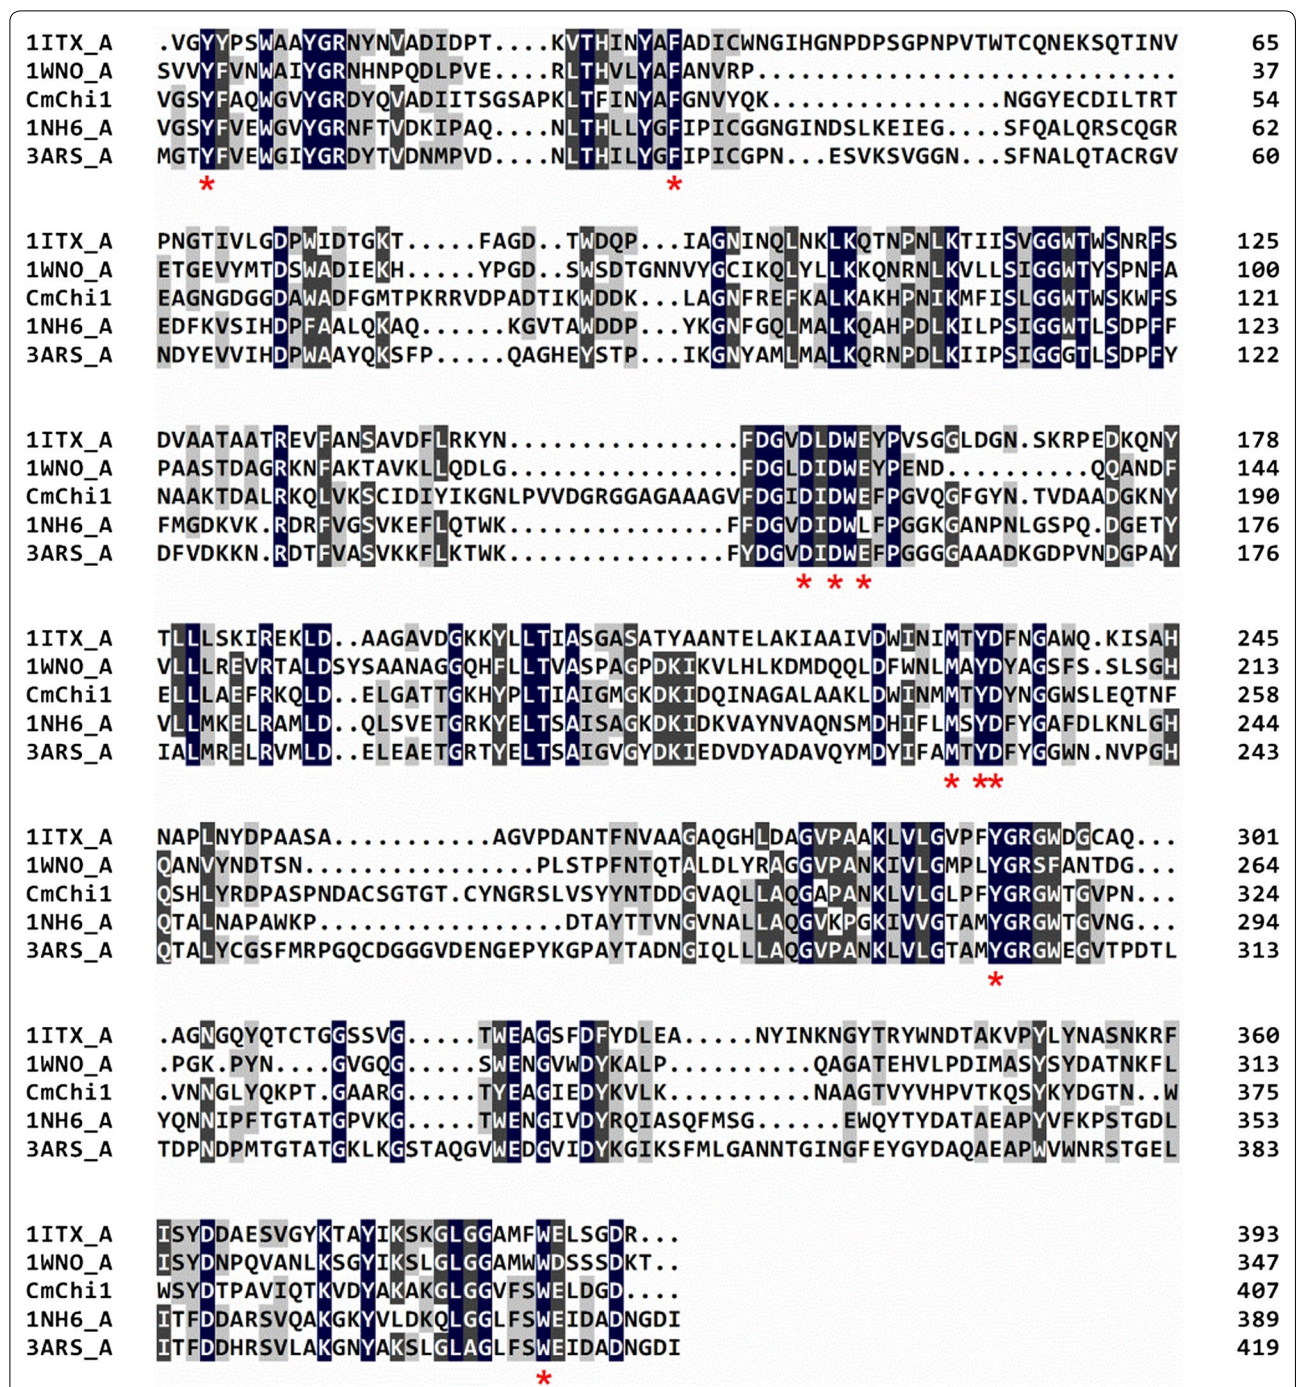 1ITX_A .VGYYPSWAAYGRNYNVADIDPT....KVTHINYAFADICWNGIHGNPDPSGPNPVTWTCQNEKSQTINV 65
1WNO_A SVVYFVNWAIYGRNHNPQDLPVE....RLTHVLYAFANVRP............................. 37
CmChi1 VGSYFAQWGVYGRDYQVADIITSGSAPKLTFINYAFGNVYQK................NGGYECDILTRT 54
1NH6_A VGSYFVEWGVYGRNFTVDKIPAQ....NLTHLLYGFIPICGGNGINDSLKEIEG....SFQALQRSCQGR 62
3ARS_A MGTYFVEWGIYGRDYTVDNMPVD....NLTHILYGFIPICGPN...ESVKSVGGN...SFNALQTACRGV 60
* *
1ITX_A PNGTIVLGDPWIDTGKT.....FAGD..TWDQP...IAGNINQLNKLKQTNPNLKTIISVGGWTWSNRFS 125
1WNO_A ETGEVYMTDSWADIEKH.....YPGD..SWSDTGNNVYGCIKQLYLLKKQNRNLKVLLSIGGWTYSPNFA 100
CmChi1 EAGNGDGGDAWADFGMTPKRRVDPADTIKWDDK...LAGNFREFKALKAKHPNIKMFISLGGWTWSKWFS 121
1NH6_A EDFKVSIHDPFAALQKAQ......KGVTAWDDP...YKGNFGQLMALKQAHPDLKILPSIGGWTLSDPFF 123
3ARS_A NDYEVVIHDPWAAYQKSFP.....QAGHEYSTP...IKGNYAMLMALKQRNPDLKIIPSIGGGTLSDPFY 122
1ITX_A DVAATAATREVFANSAVDFLRKYN................FDGVDLDWEYPVSGGLDGN.SKRPEDKQNY 178
1WNO_A PAASTDAGRKNFAKTAVKLLQDLG................FDGLDIDWEYPEND..........QQANDF 144
CmChi1 NAAKTDALRKQLVKSCIDIYIKGNLPVVDGRGGAGAAAGVFDGIDIDWEFPGVQGFGYN.TVDAADGKNY 190
1NH6_A FMGDKVK.RDRFVGSVKEFLQTWK...............FFDGVDIDWLFPGGKGANPNLGSPQ.DGETY 176
3ARS_A DFVDKKN.RDTFVASVKKFLKTWK...............FYDGVDIDWEFPGGGGAAADKGDPVNDGPAY 176
* * *
1ITX_A TLLLSKIREKLD..AAGAVDGKKYLLTIASGASATYAANTELAKIAAIVDWINIMTYDFNGAWQ.KISAH 245
1WNO_A VLLLREVRTALDSYSAANAGGQHFLLTVASPAGPDKIKVLHLKDMDQQLDFWNLMAYDYAGSFS.SLSGH 213
CmChi1 ELLLAEFRKQLD..ELGATTGKHYPLTIAIGMGKDKIDQINAGALAAKLDWINMMTYDYNGGWSLEQTNF 258
1NH6_A VLLMKELRAMLD..QLSVETGRKYELTSAISAGKDKIDKVAYNVAQNSMDHIFLMSYDFYGAFDLKNLGH 244
3ARS_A IALMRELRVMLD..ELEAETGRTYELTSAIGVGYDKIEDVDYADAVQYMDYIFAMTYDFYGGWN.NVPGH 243
* **
1ITX_A NAPLNYDPAASA...........AGVPDANTFNVAAGAQGHLDAGVPAAKLVLGVPFYGRGWDGCAQ... 301
1WNO_A QANVYNDTSN................PLSTPFNTQTALDLYRAGGVPANKIVLGMPLYGRSFANTDG... 264
CmChi1 QSHLYRDPASPNDACSGTGT.CYNGRSLVSYYNTDDGVAQLLAQGAPANKLVLGLPFYGRGWTGVPN... 324
1NH6_A QTALNAPAWKP.................DTAYTTVNGVNALLAQGVKPGKIVVGTAMYGRGWTGVNG... 294
3ARS_A QTALYCGSFMRPGQCDGGGVDENGEPYKGPAYTADNGIQLLLAQGVPANKLVLGTAMYGRGWEGVTPDTL 313
*
1ITX_A .AGNGQYQTCTGGSSVG.....TWEAGSFDFYDLEA.....NYINKNGYTRYWNDTAKVPYLYNASNKRF 360
1WNO_A .PGK.PYN....GVGQG.....SWENGVWDYKALP..........QAGATEHVLPDIMASYSYDATNKFL 313
CmChi1 .VNNGLYQKPT.GAARG.....TYEAGIEDYKVLK..........NAAGTVYVHPVTKQSYKYDGTN..W 375
1NH6_A YQNNIPFTGTATGPVKG.....TWENGIVDYRQIASQFMSG......EWQYTYDATAEAPYVFKPSTGDL 353
3ARS_A TDPNDPMTGTATGKLKGSTAQGVWEDGVIDYKGIKSFMLGANNTGINGFEYGYDAQAEAPWVWNRSTGEL 383
1ITX_A ISYDDAESVGYKTAYIKSKGLGGAMFWELSGDR... 393
1WNO_A ISYDNPQVANLKSGYIKSLGLGGAMWWDSSSDKT.. 347
CmChi1 WSYDTPAVIQTKVDYAKAKGLGGVFSWELDGD.... 407
1NH6_A ITFDDARSVQAKGKYVLDKQLGGLFSWEIDADNGDI 389
3ARS_A ITFDDHRSVLAKGNYAKSLGLAGLFSWEIDADNGDI 419
*